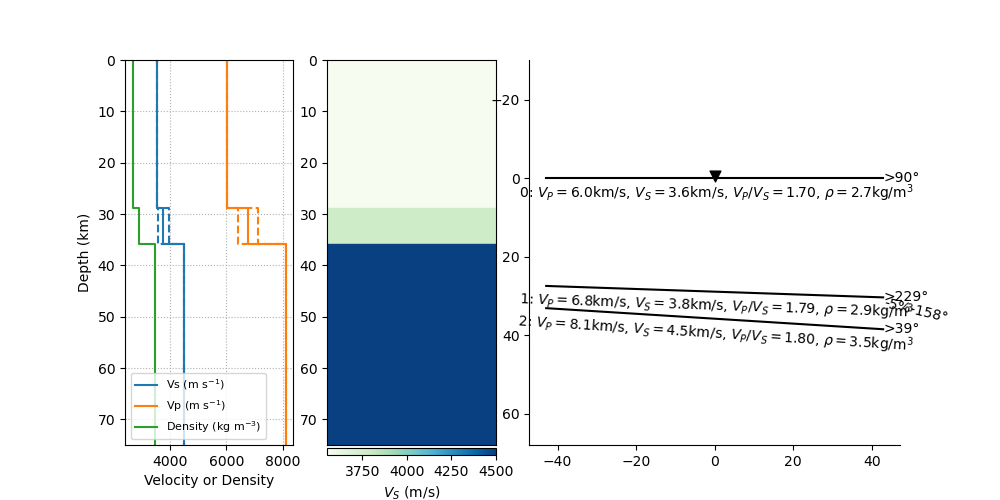 0
10
20
30
40
50
60
70
Depth (km)
4000 6000 8000
Velocity or Density
Vs (m s⁻¹)
Vp (m s⁻¹)
Density (kg m⁻³)
0
10
20
30
40
50
60
70
3750 4000 4250 4500
V_S (m/s)
−20
0
20
40
60
−40 −20 0 20 40
>90°
0: V_P = 6.0km/s, V_S = 3.6km/s, V_P/V_S = 1.70, ρ = 2.7kg/m³
>229°
1: V_P = 6.8km/s, V_S = 3.8km/s, V_P/V_S = 1.79, ρ = 2.9kg/m³
-5°@158°
>39°
2: V_P = 8.1km/s, V_S = 4.5km/s, V_P/V_S = 1.80, ρ = 3.5kg/m³